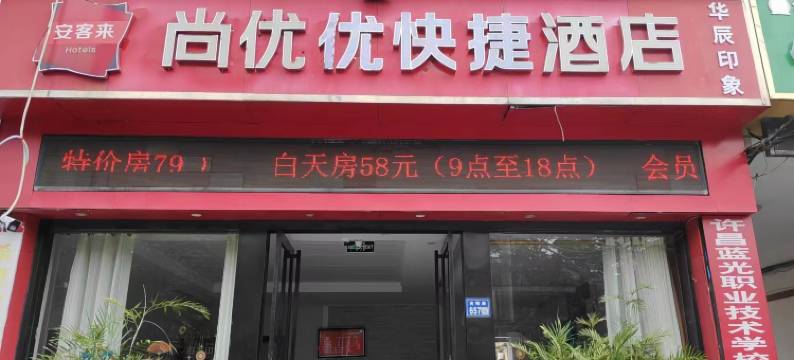 安客来
Hotels
尚优优快捷酒店
华辰印象
特价房79
白天房58元（9点至18点）
会员
许昌蓝光职业技术学校